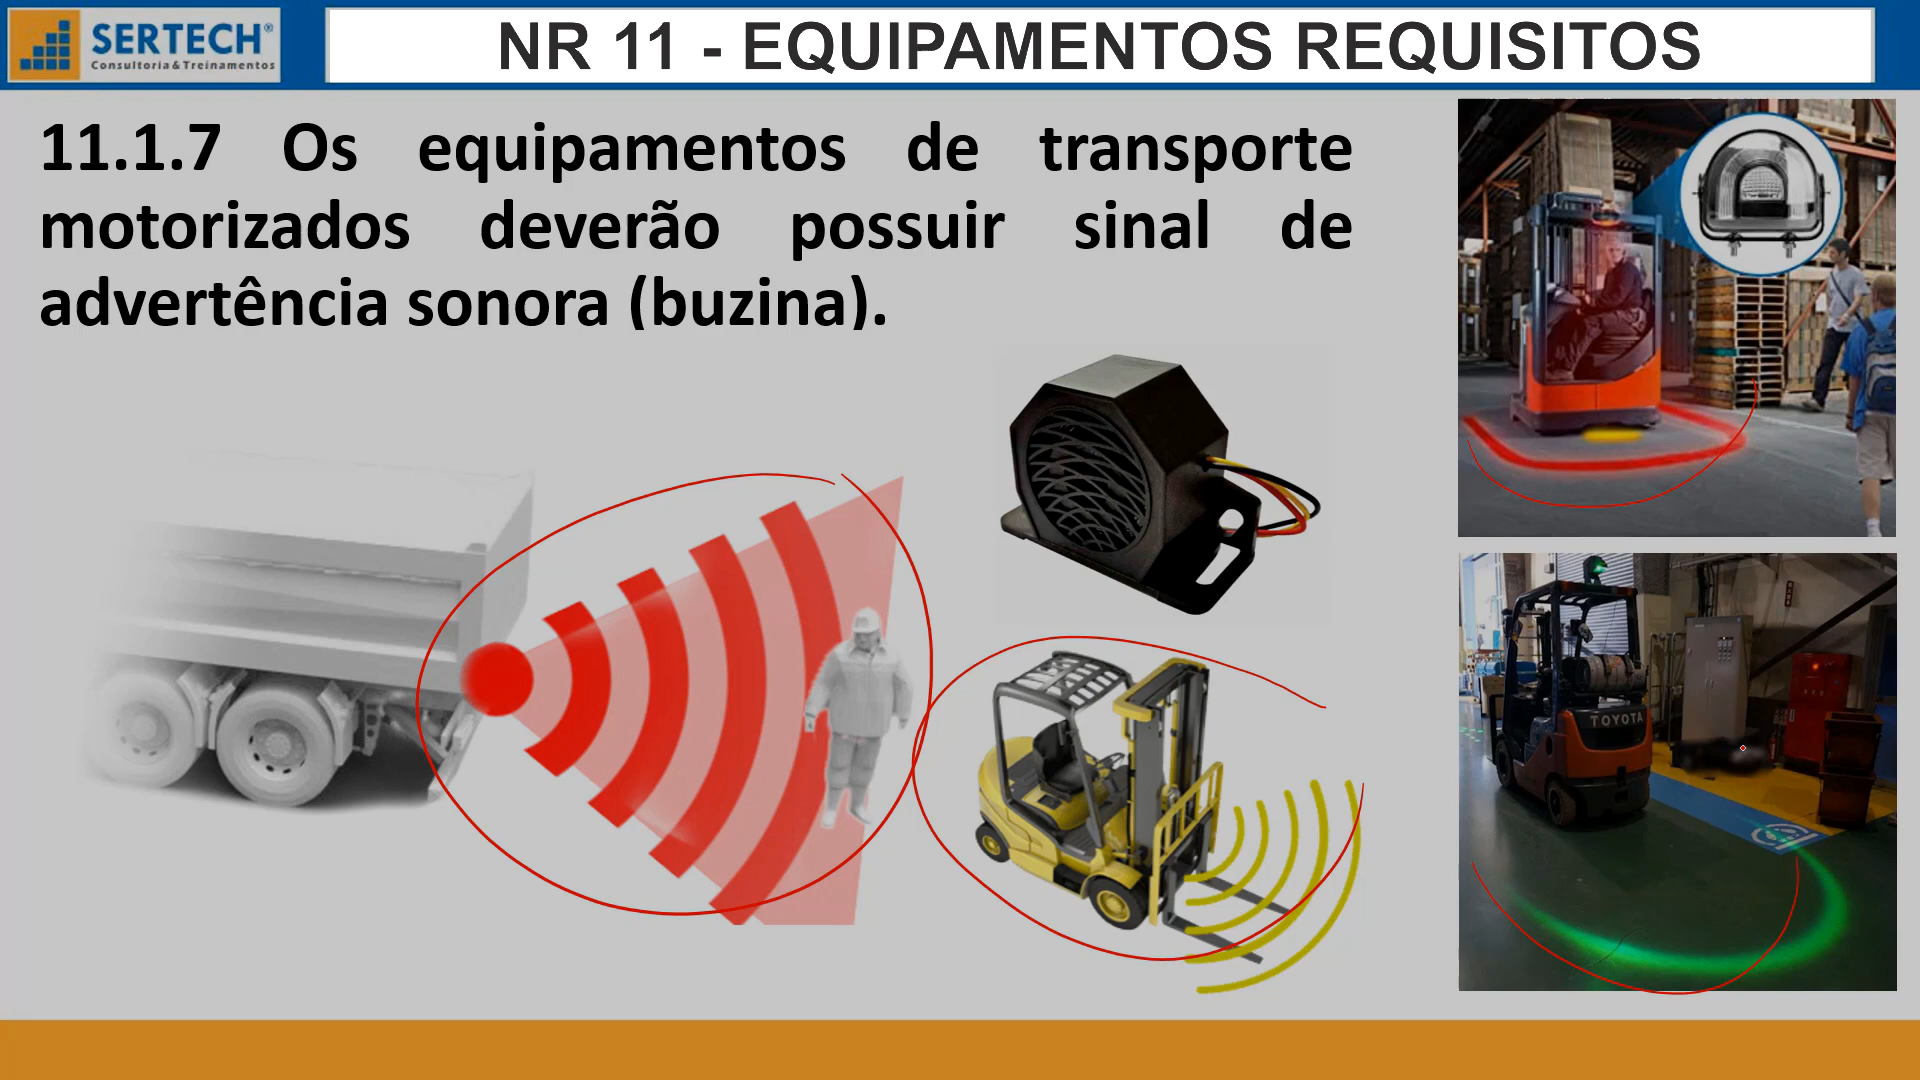 SERTECH®
Consultoria & Treinamentos
NR 11 - EQUIPAMENTOS REQUISITOS
11.1.7 Os equipamentos de transporte
motorizados deverão possuir sinal de
advertência sonora (buzina).
TOYOTA